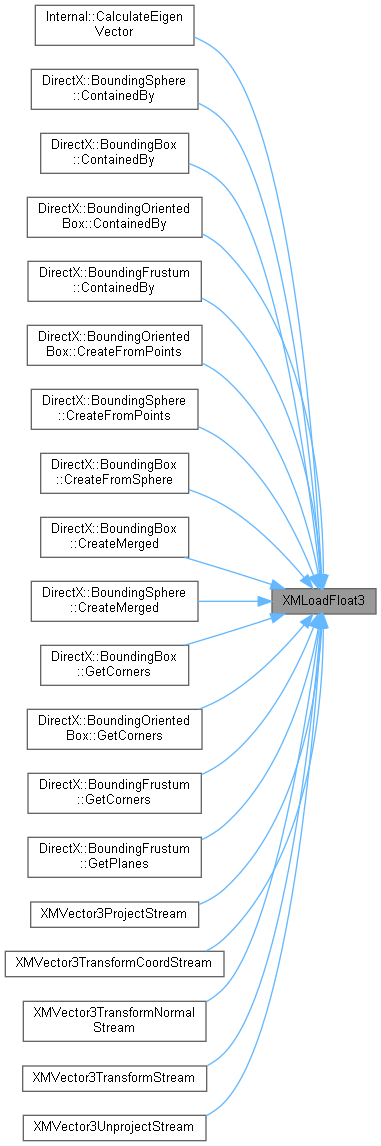 Internal::CalculateEigen
Vector
DirectX::BoundingSphere
::ContainedBy
DirectX::BoundingBox
::ContainedBy
DirectX::BoundingOriented
Box::ContainedBy
DirectX::BoundingFrustum
::ContainedBy
DirectX::BoundingOriented
Box::CreateFromPoints
DirectX::BoundingSphere
::CreateFromPoints
DirectX::BoundingBox
::CreateFromSphere
DirectX::BoundingBox
::CreateMerged
DirectX::BoundingSphere
::CreateMerged
XMLoadFloat3
DirectX::BoundingBox
::GetCorners
DirectX::BoundingOriented
Box::GetCorners
DirectX::BoundingFrustum
::GetCorners
DirectX::BoundingFrustum
::GetPlanes
XMVector3ProjectStream
XMVector3TransformCoordStream
XMVector3TransformNormal
Stream
XMVector3TransformStream
XMVector3UnprojectStream